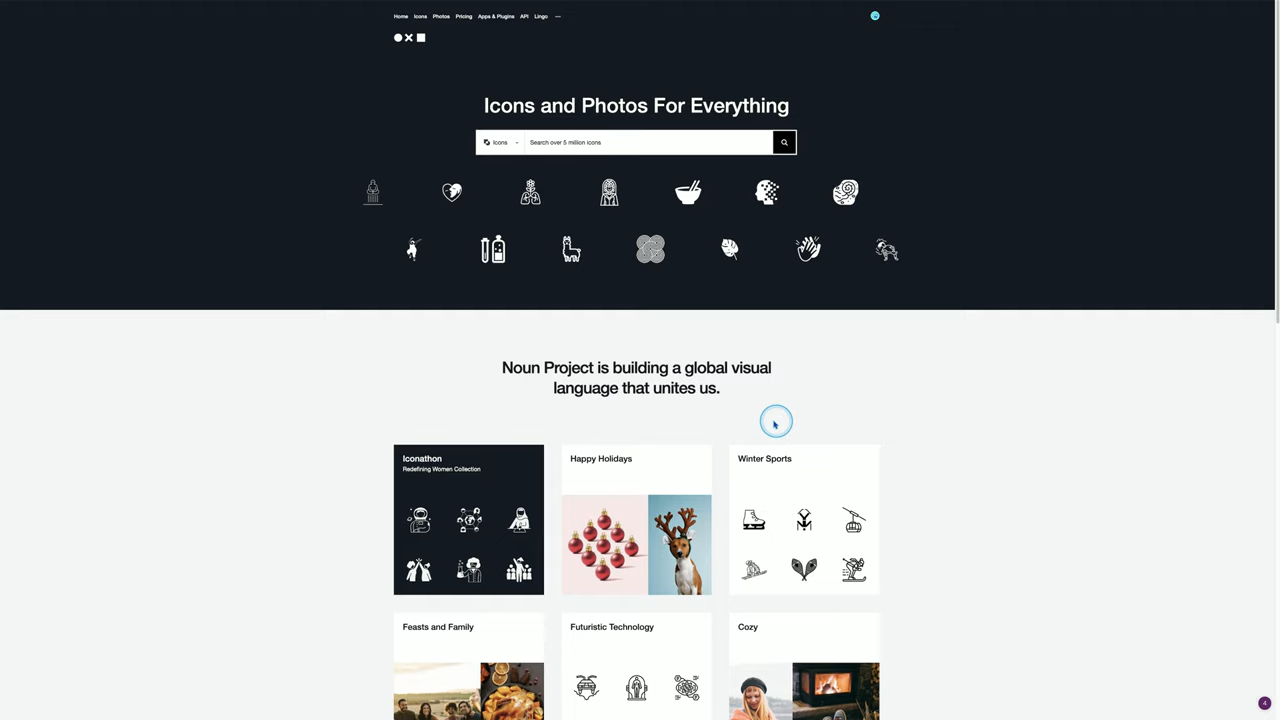 Home Icons Photos Pricing Apps & Plugins API Lingo ···
Icons and Photos For Everything
Icons Search over 5 million icons
Noun Project is building a global visual
language that unites us.
Iconathon
Redefining Women Collection
Happy Holidays
Winter Sports
Feasts and Family
Futuristic Technology
Cozy
4